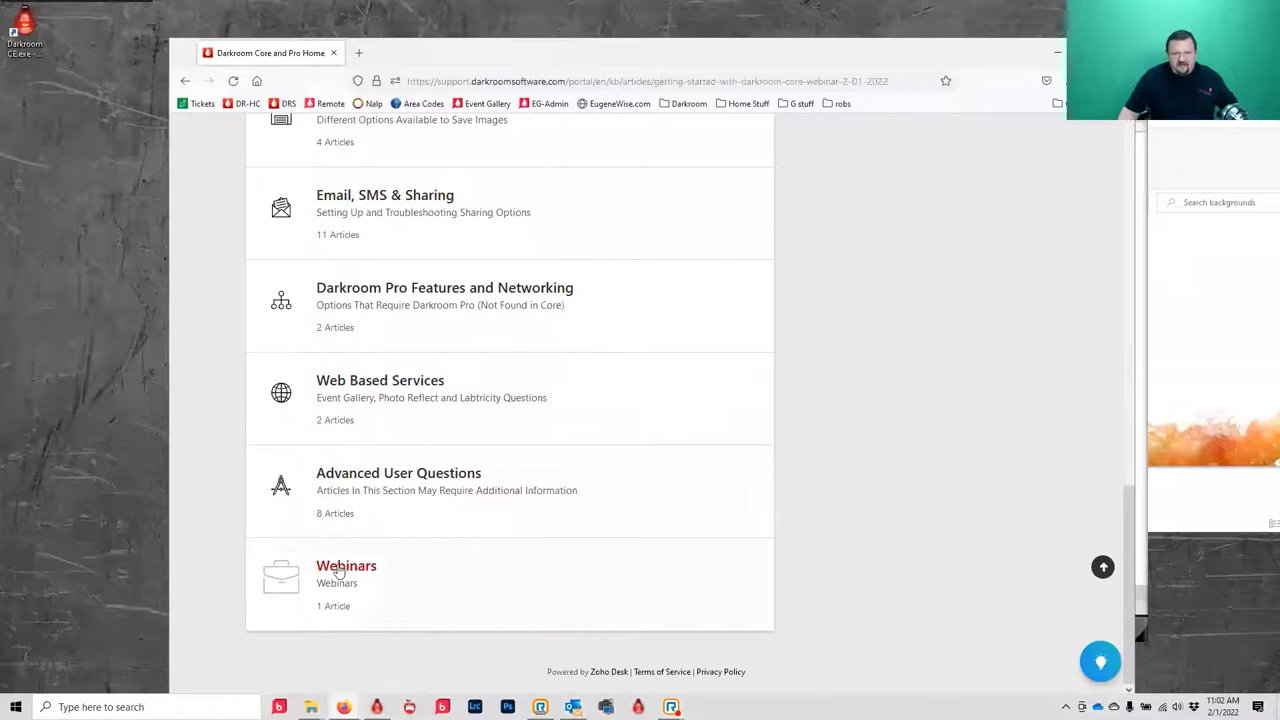 Darkroom
CE.exe -...
Darkroom Core and Pro Home
https://support.darkroomsoftware.com/portal/en/kb/articles/getting-started-with-darkroom-core-webinar-2-01-2022
Tickets DR-HC DRS Remote Nalp Area Codes Event Gallery EG-Admin EugeneWise.com Darkroom Home Stuff G stuff robs
Different Options Available to Save Images
4 Articles
Email, SMS & Sharing
Setting Up and Troubleshooting Sharing Options
11 Articles
Darkroom Pro Features and Networking
Options That Require Darkroom Pro (Not Found in Core)
2 Articles
Web Based Services
Event Gallery, Photo Reflect and Labtricity Questions
2 Articles
Advanced User Questions
Articles In This Section May Require Additional Information
8 Articles
Webinars
Webinars
1 Article
Powered by Zoho Desk | Terms of Service | Privacy Policy
Search backgrounds
Type here to search
Lrc
Ps
11:02 AM
2/1/2022